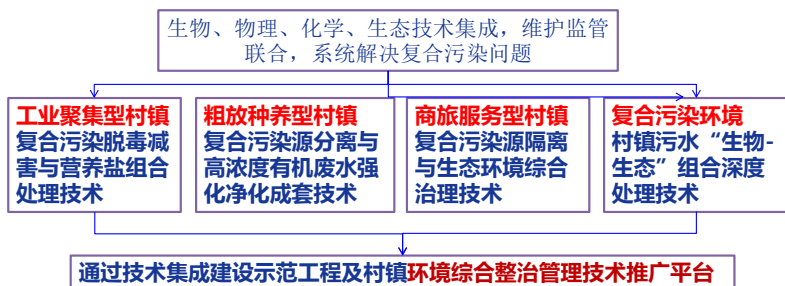 生物、物理、化学、生态技术集成，维护监管
联合，系统解决复合污染问题
工业聚集型村镇
复合污染脱毒减
害与营养盐组合
处理技术
粗放种养型村镇
复合污染源分离与
高浓度有机废水强
化净化成套技术
商旅服务型村镇
复合污染源隔离
与生态环境综合
治理技术
复合污染环境
村镇污水“生物-
生态”组合深度
处理技术
通过技术集成建设示范工程及村镇环境综合整治管理技术推广平台